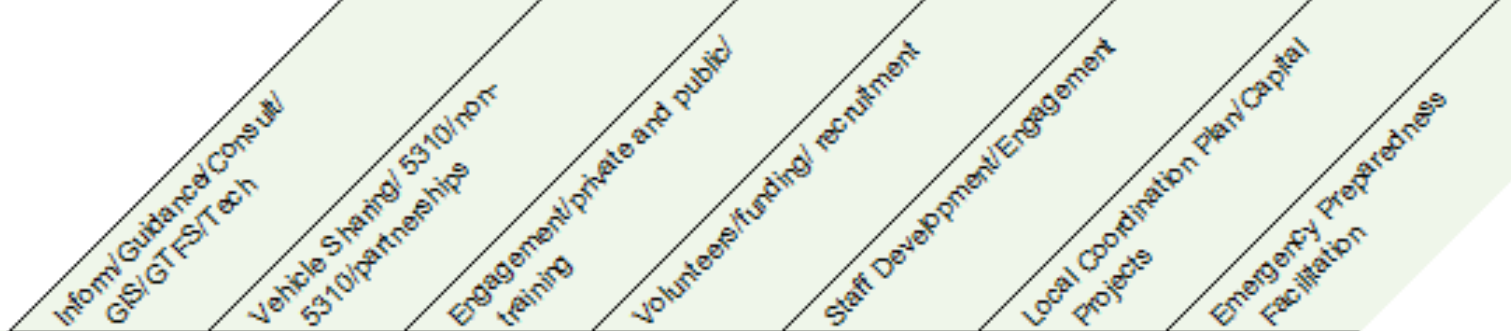 Inform/Guidance/Consult/
GIS/GTFS/Tech
Vehicle Sharing/ 5310/non-
5310/partnerships
Engagement/private and public/
training
Volunteers/funding/ recruitment
Staff Development/Engagement
Local Coordination Plan/Capital
Projects
Emergency Preparedness
Facilitation